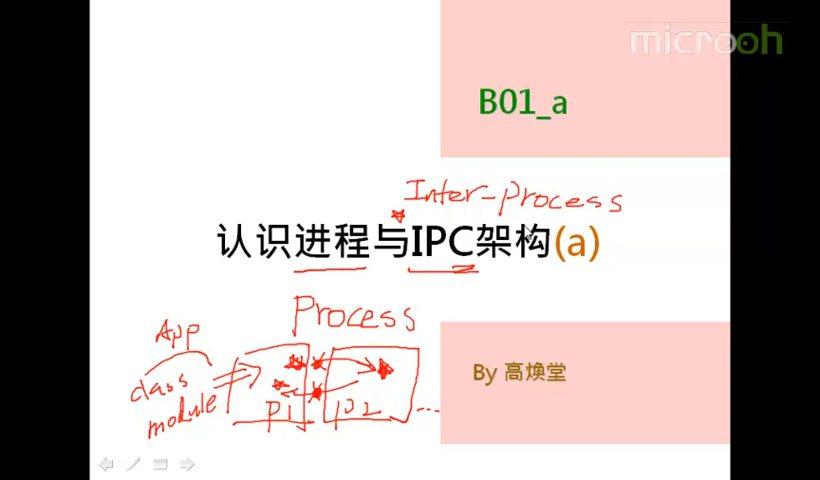 microoh
B01_a
Inter-process
认识进程与IPC架构(a)
Process
App
class
module
P1
P2
By 高焕堂